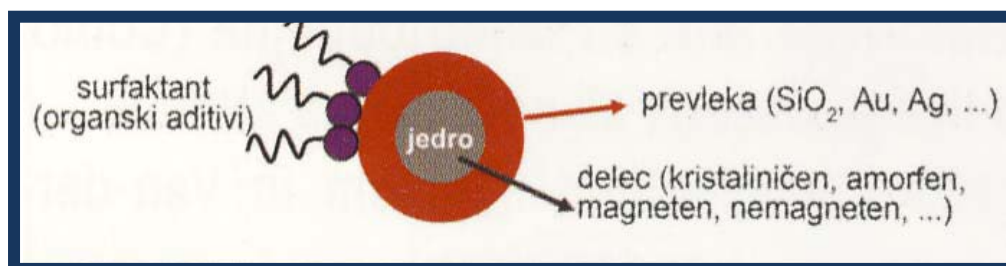 surfaktant
(organski aditivi)
jedro
prevleka (SiO₂, Au, Ag, ...)
delec (kristaliničen, amorfen,
magneten, nemagneten, ...)